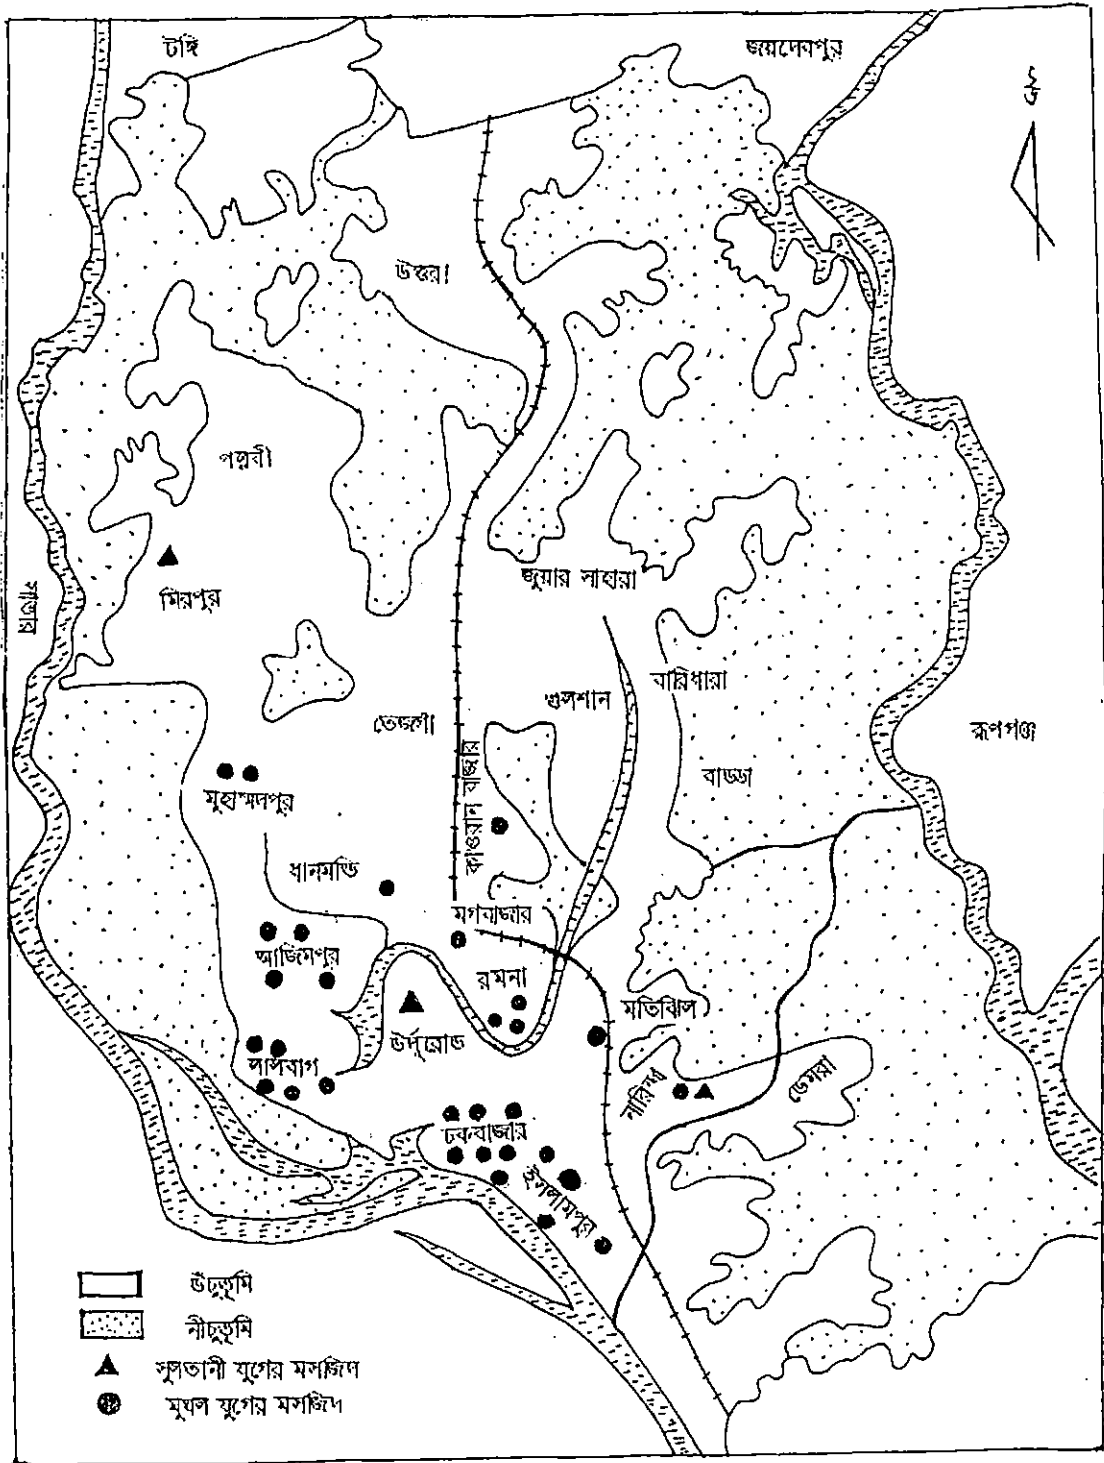 টঙ্গি
জয়দেবপুর
উঃ
উত্তরা
পল্লবী
জুয়ার সাহারা
মিরপুর
সাভার
বারিধারা
গুলশান
তেজগাঁ
রূপগঞ্জ
কাওরান বাজার
বাড্ডা
মুহাম্মদপুর
ধানমন্ডি
মগবাজার
আজিমপুর
রমনা
মতিঝিল
উর্দুরোড
লালবাগ
নারিন্দা
ডেমরা
চকবাজার
ইসলামপুর
উঁচুভূমি
নীচুভূমি
সুলতানী যুগের মসজিদ
মুঘল যুগের মসজিদ